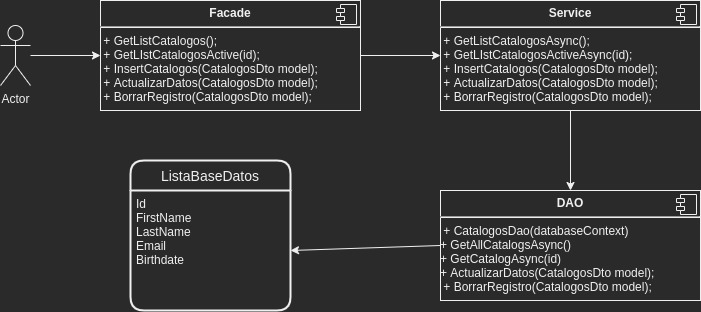 Facade
+ GetListCatalogos();
+ GetLIstCatalogosActive(id);
+ InsertCatalogos(CatalogosDto model);
+ ActualizarDatos(CatalogosDto model);
+ BorrarRegistro(CatalogosDto model);
Service
+ GetListCatalogosAsync();
+ GetLIstCatalogosActiveAsync(id);
+ InsertCatalogos(CatalogosDto model);
+ ActualizarDatos(CatalogosDto model);
+ BorrarRegistro(CatalogosDto model);
Actor
ListaBaseDatos
Id
FirstName
LastName
Email
Birthdate
DAO
+ CatalogosDao(databaseContext)
+ GetAllCatalogsAsync()
+ GetCatalogAsync(id)
+ ActualizarDatos(CatalogosDto model);
+ BorrarRegistro(CatalogosDto model);